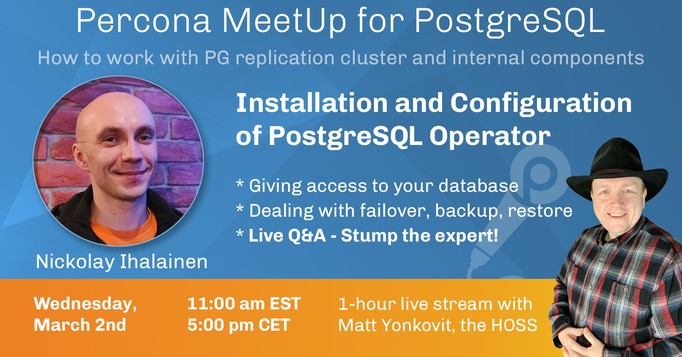 Percona MeetUp for PostgreSQL
How to work with PG replication cluster and internal components
Installation and Configuration
of PostgreSQL Operator
* Giving access to your database
* Dealing with failover, backup, restore
* Live Q&A - Stump the expert!
Nickolay Ihalainen
Wednesday,
March 2nd
11:00 am EST
5:00 pm CET
1-hour live stream with
Matt Yonkovit, the HOSS